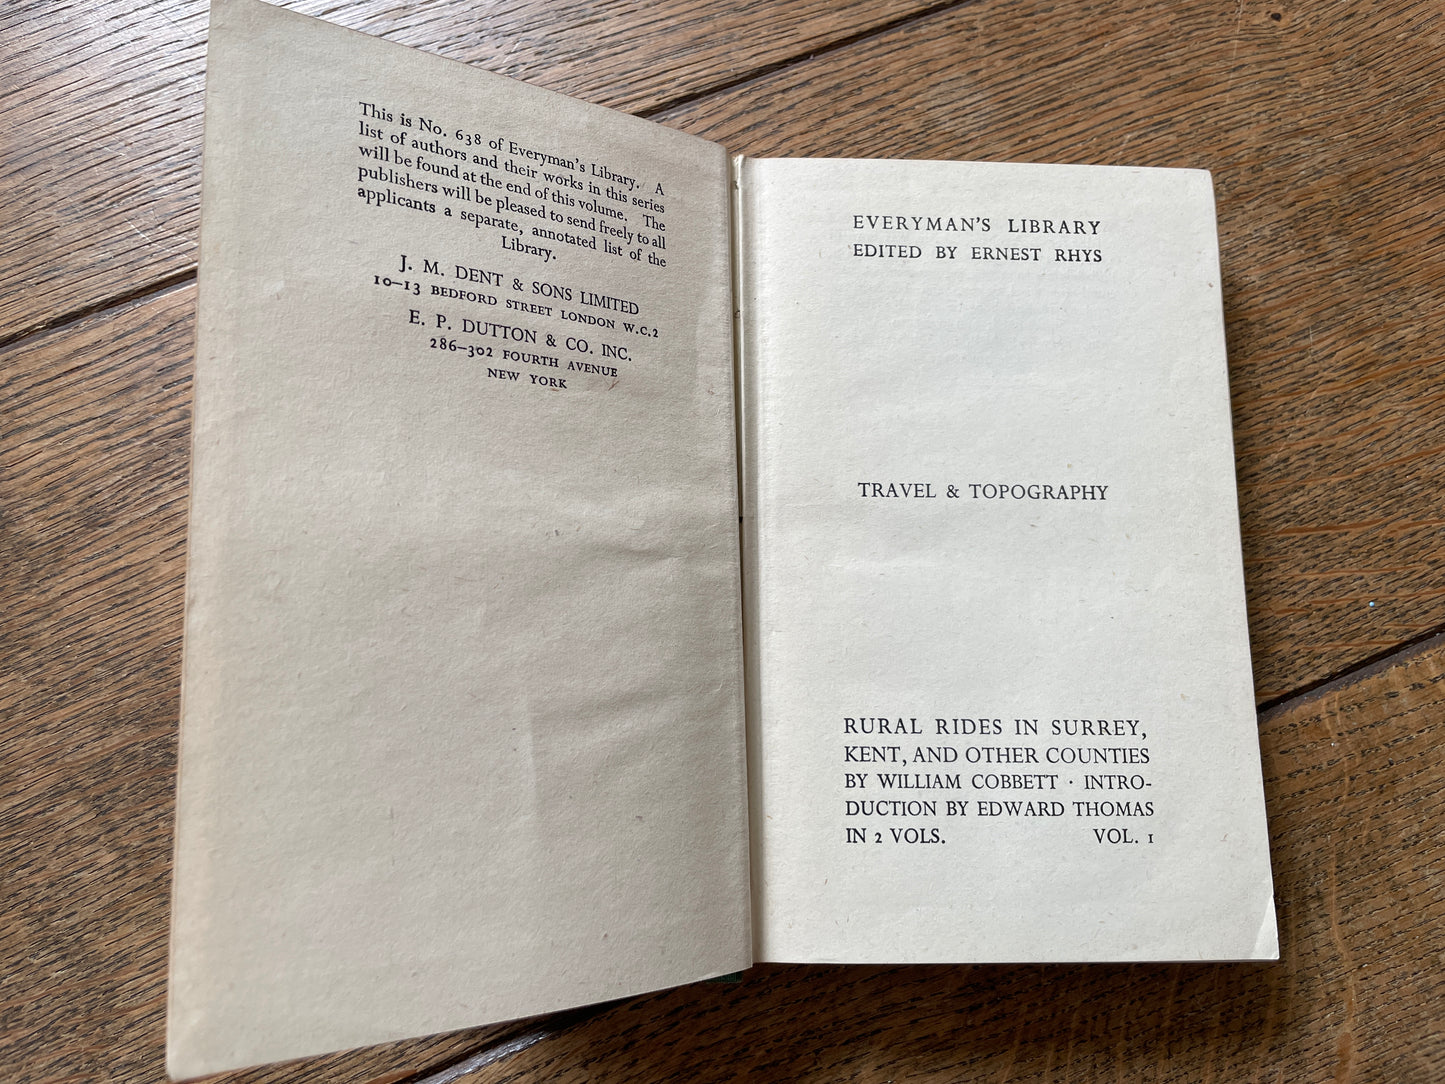 This is No. 638 of Everyman's Library. A
list of authors and their works in this series
will be found at the end of this volume. The
publishers will be pleased to send freely to all
applicants a separate, annotated list of the
Library.
J. M. DENT & SONS LIMITED
10–13 BEDFORD STREET LONDON W.C.2
E. P. DUTTON & CO. INC.
286–302 FOURTH AVENUE
NEW YORK
EVERYMAN'S LIBRARY
EDITED BY ERNEST RHYS
TRAVEL & TOPOGRAPHY
RURAL RIDES IN SURREY,
KENT, AND OTHER COUNTIES
BY WILLIAM COBBETT · INTRO-
DUCTION BY EDWARD THOMAS
IN 2 VOLS. VOL. 1